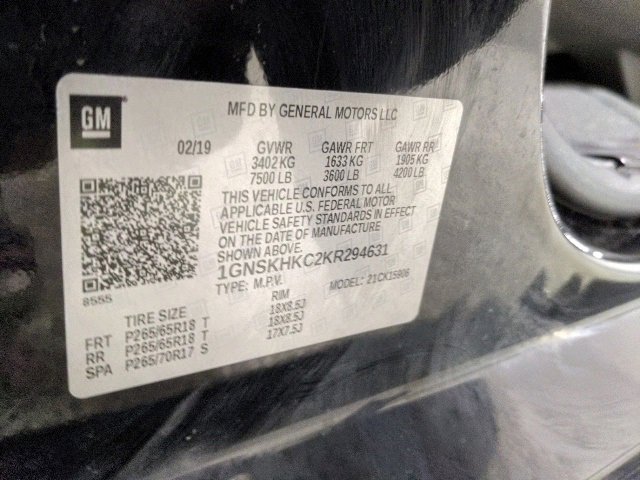 GM
MFD BY GENERAL MOTORS LLC
02/19 GVWR GAWR FRT GAWR RR
3402 KG 1633 KG 1905 KG
7500 LB 3600 LB 4200 LB
THIS VEHICLE CONFORMS TO ALL
APPLICABLE U.S. FEDERAL MOTOR
VEHICLE SAFETY STANDARDS IN EFFECT
ON THE DATE OF MANUFACTURE
SHOWN ABOVE.
1GNSKHKC2KR294631
TYPE: M.P.V. MODEL: 21CK15906
8555
TIRE SIZE RIM
FRT P265/65R18 T 18X8.5J
RR P265/65R18 T 18X8.5J
SPA P265/70R17 S 17X7.5J